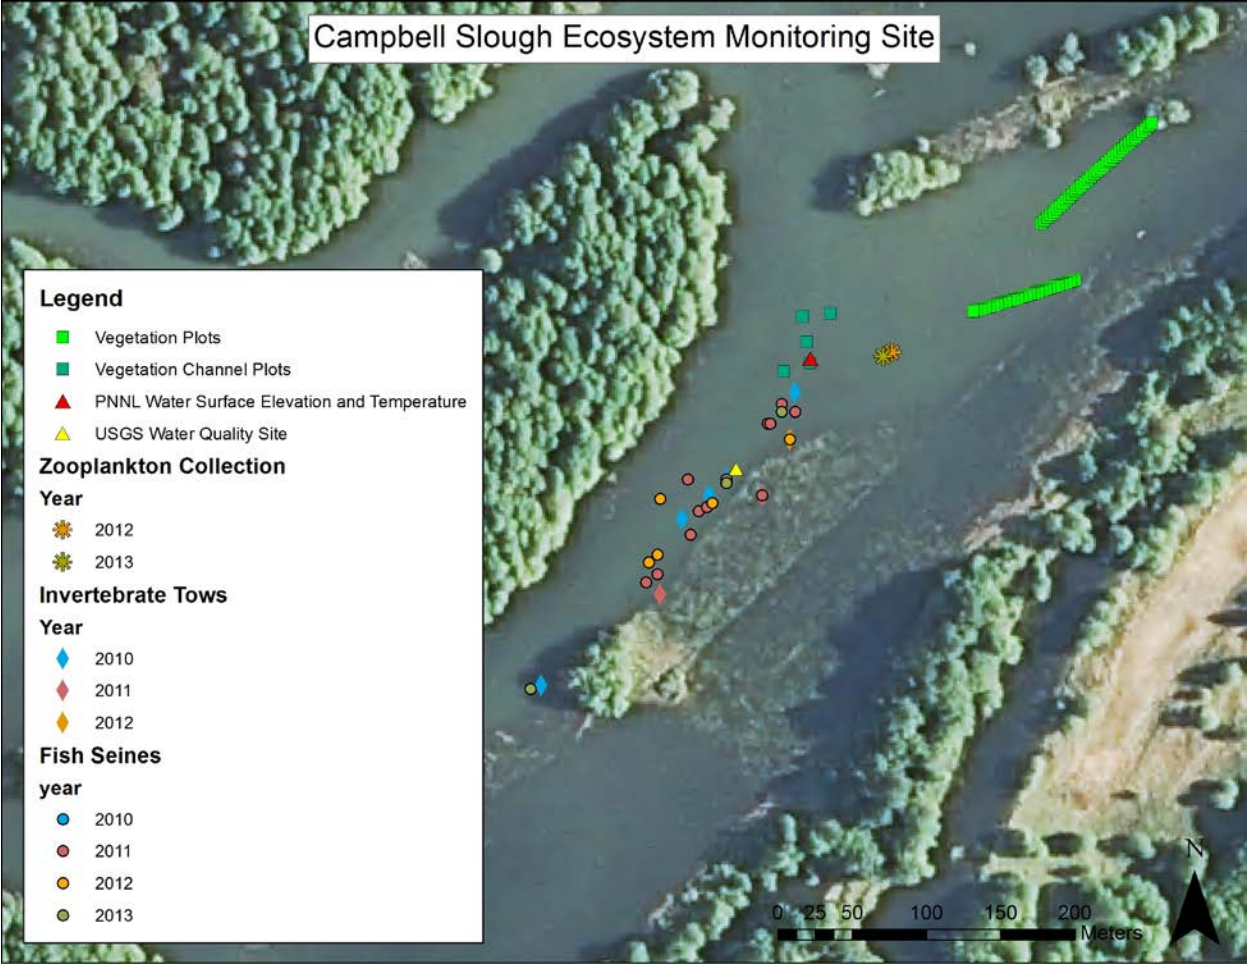 Campbell Slough Ecosystem Monitoring Site
Legend
Vegetation Plots
Vegetation Channel Plots
PNNL Water Surface Elevation and Temperature
USGS Water Quality Site
Zooplankton Collection
Year
2012
2013
Invertebrate Tows
Year
2010
2011
2012
Fish Seines
year
2010
2011
2012
2013
N
0 25 50 100 150 200
Meters